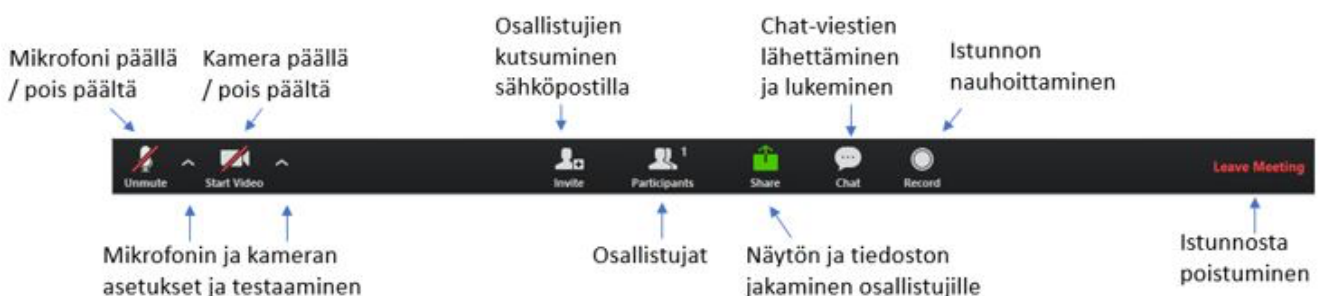 Mikrofoni päällä
/ pois päältä
Kamera päällä
/ pois päältä
Osallistujien
kutsuminen
sähköpostilla
Chat-viestien
lähettäminen
ja lukeminen
Istunnon
nauhoittaminen
Unmute
Start Video
Invite
1
Participants
Share
Chat
Record
Leave Meeting
Mikrofonin ja kameran
asetukset ja testaaminen
Osallistujat
Näytön ja tiedoston
jakaminen osallistujille
Istunnosta
poistuminen